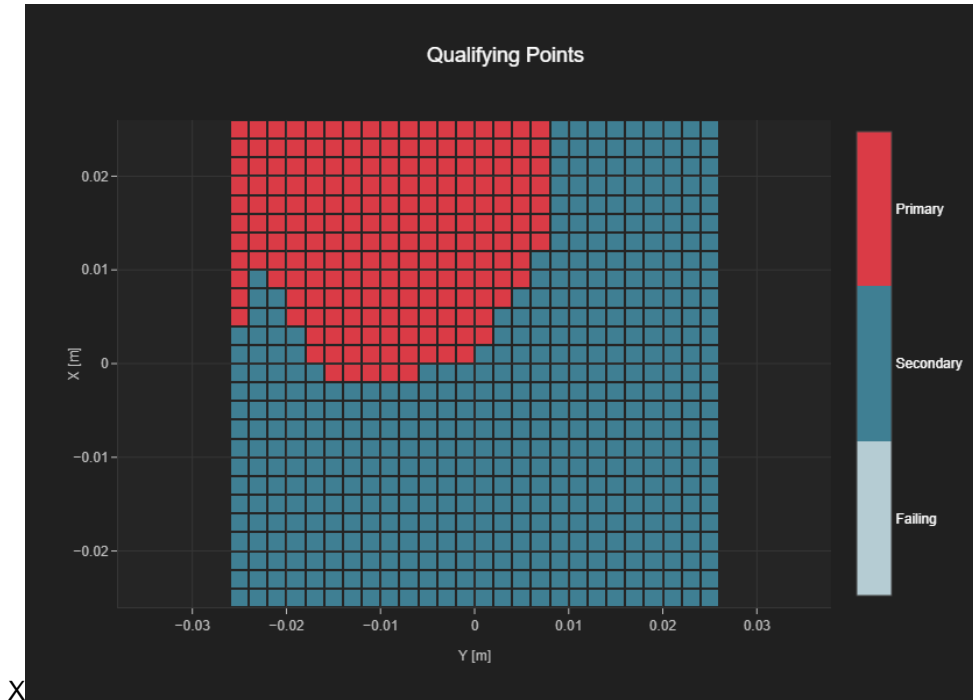 Qualifying Points
0.02
0.01
0
−0.01
−0.02
X [m]
−0.03
−0.02
−0.01
0
0.01
0.02
0.03
Y [m]
Primary
Secondary
Failing
X